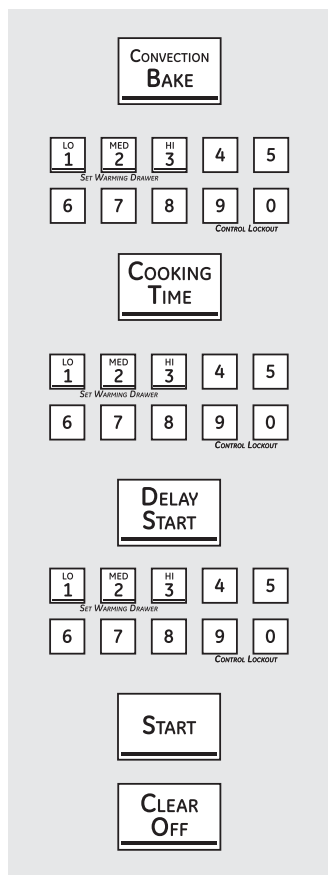 CONVECTION
BAKE
LO MED HI
1 2 3 4 5
SET WARMING DRAWER
6 7 8 9 0
CONTROL LOCKOUT
COOKING
TIME
LO MED HI
1 2 3 4 5
SET WARMING DRAWER
6 7 8 9 0
CONTROL LOCKOUT
DELAY
START
LO MED HI
1 2 3 4 5
SET WARMING DRAWER
6 7 8 9 0
CONTROL LOCKOUT
START
CLEAR
OFF